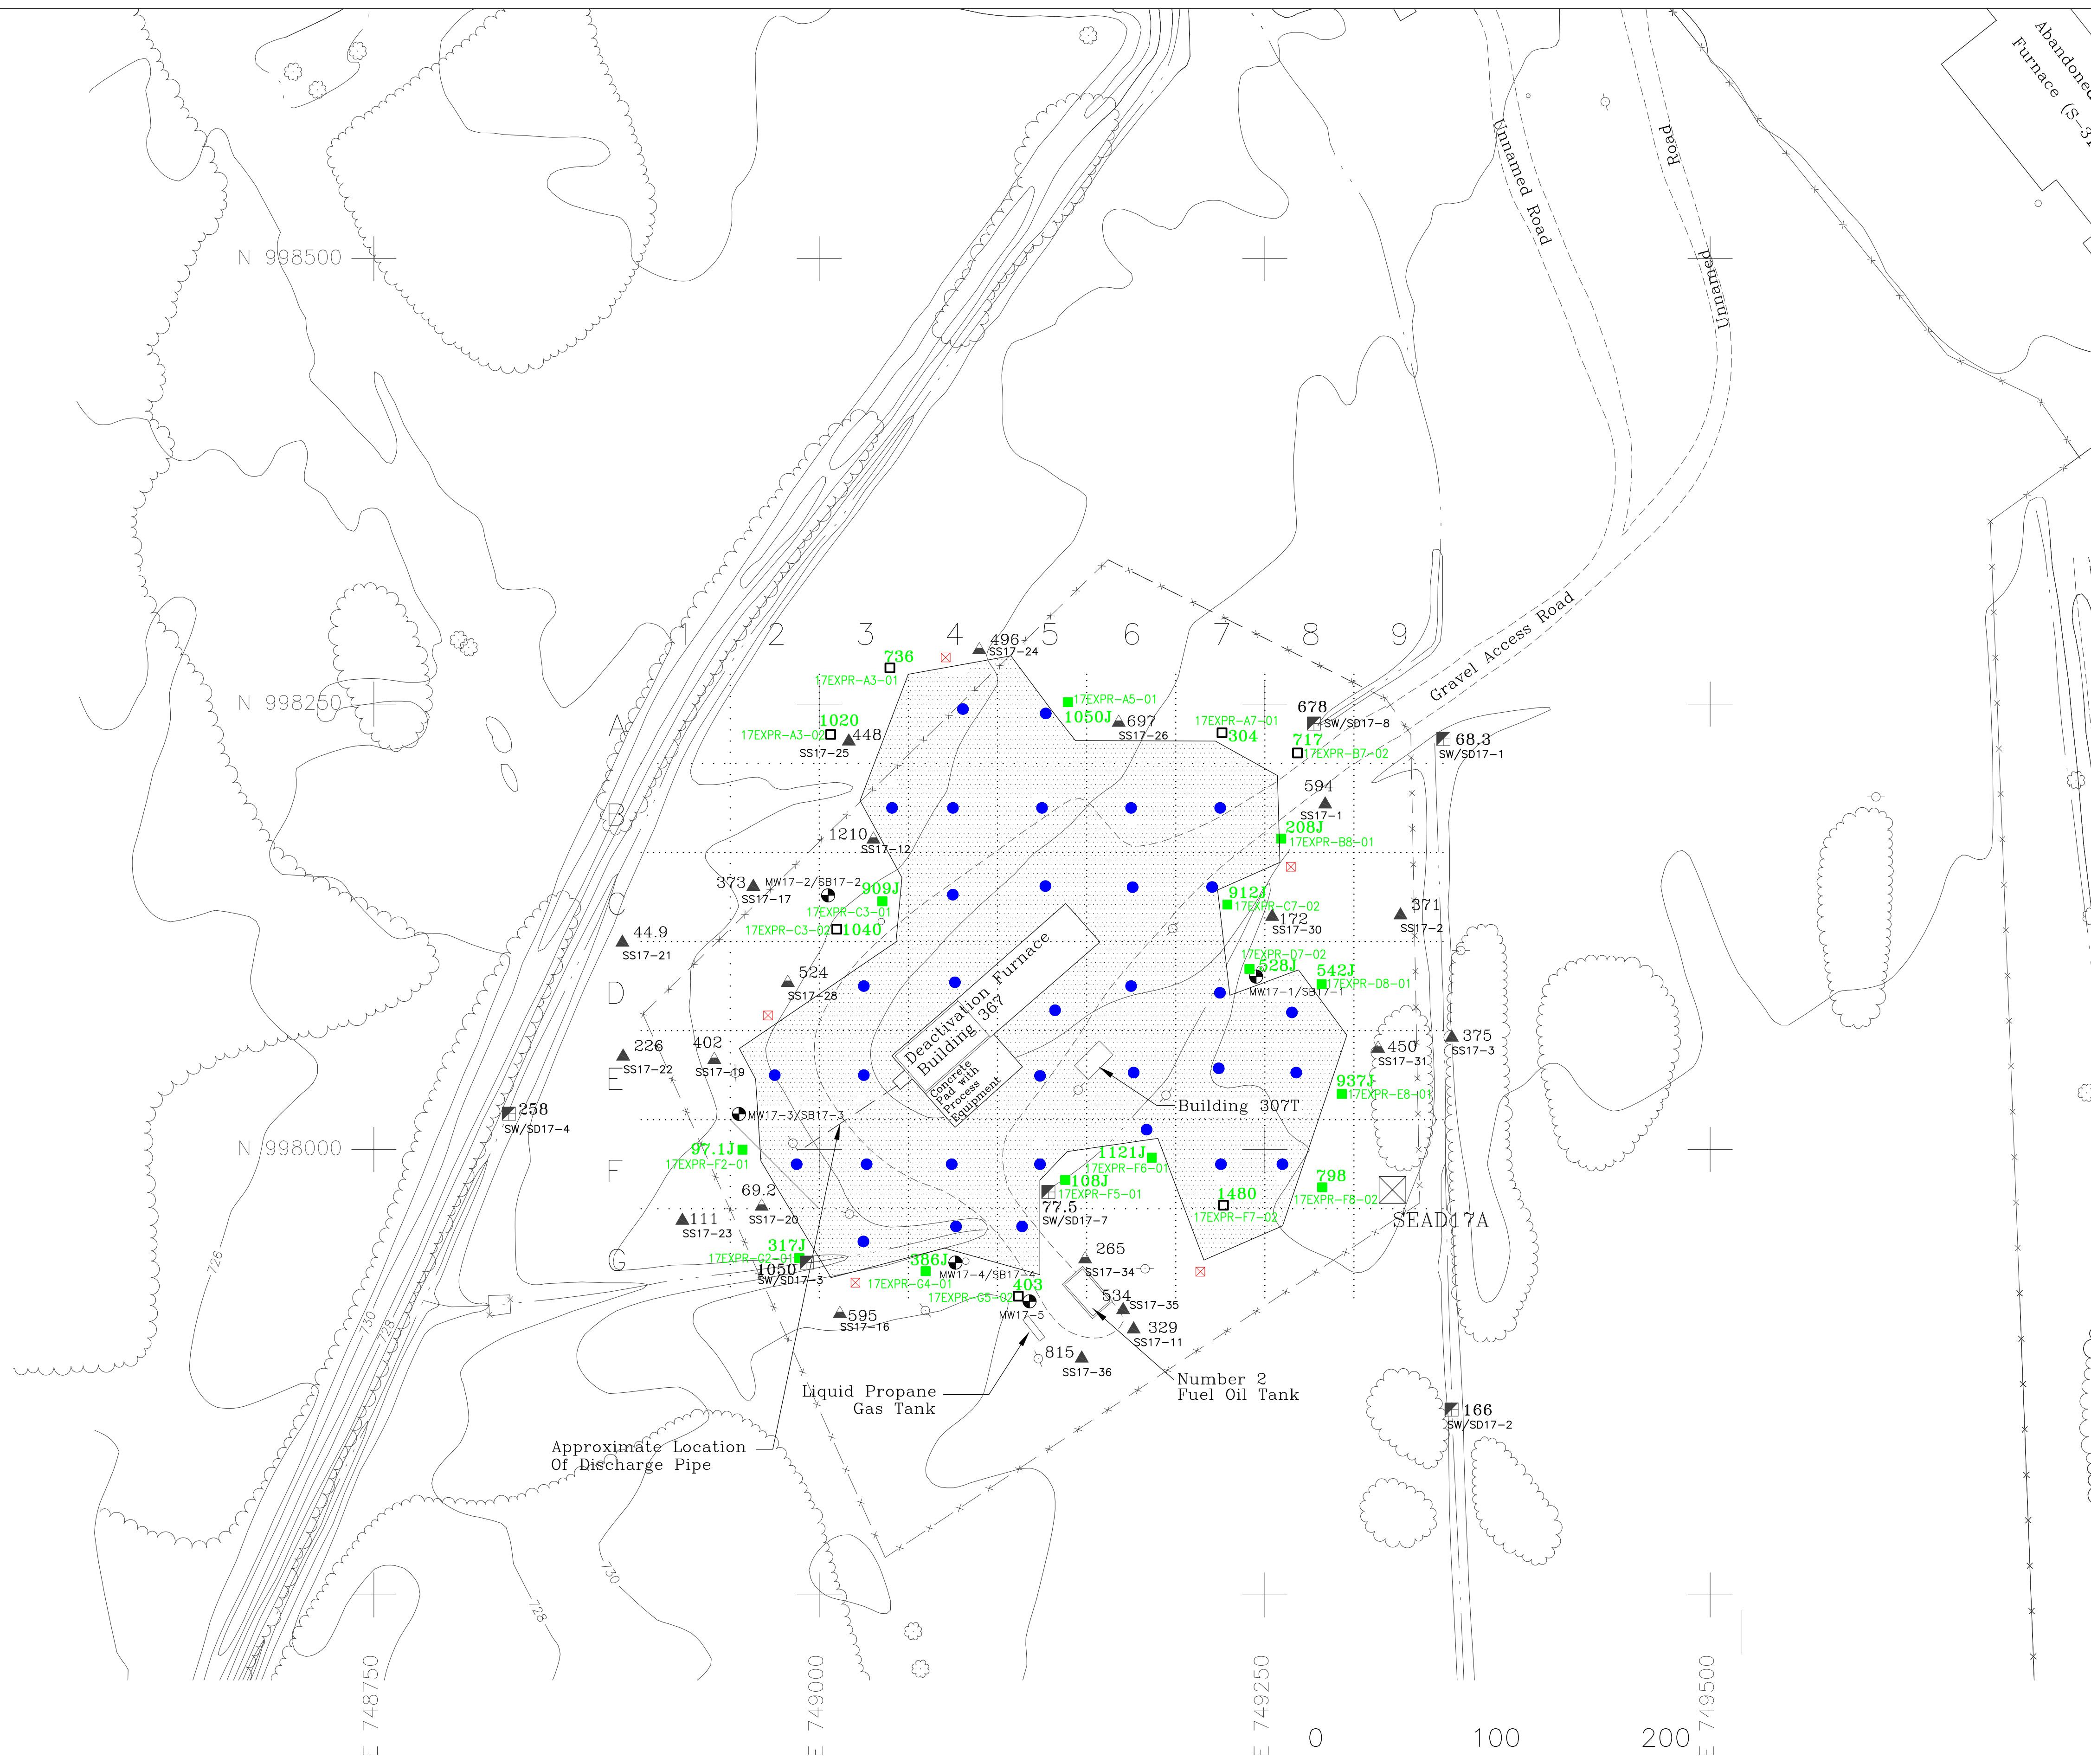 Abandoned
Furnace (S-31
Unnamed Road
Road
Unnamed
N 998500
1 2 3 4 5 6 7 8 9
496
SS17-24
736
17EXPR-A3-01
Gravel Access Road
N 998250
A
17EXPR-A5-01
1050J
697
SS17-26
17EXPR-A7-01
304
678
SW/SD17-8
717
17EXPR-B7-02
68.3
SW/SD17-1
1020
17EXPR-A3-02
448
SS17-25
594
SS17-1
B
1210
SS17-12
208J
17EXPR-B8-01
373
SS17-17
MW17-2/SB17-2
909J
17EXPR-C3-01
C
912J
17EXPR-C7-02
172
SS17-30
371
SS17-2
17EXPR-C3-02
1040
44.9
SS17-21
Deactivation Furnace
Building 367
Concrete
Pad with
Process
Equipment
17EXPR-D7-02
528J
MW17-1/SB17-1
542J
17EXPR-D8-01
524
SS17-28
D
226
SS17-22
402
SS17-19
450
SS17-31
375
SS17-3
E
937J
17EXPR-E8-01
Building 307T
258
SW/SD17-4
MW17-3/SB17-3
N 998000
97.1J
17EXPR-F2-01
F
1121J
17EXPR-F6-01
108J
17EXPR-F5-01
77.5
SW/SD17-7
1480
17EXPR-F7-02
798
17EXPR-F8-02
SEAD17A
69.2
SS17-20
111
SS17-23
G
317J
17EXPR-G2-01
1050
SW/SD17-3
386J
17EXPR-G4-01
MW17-4/SB17-4
265
SS17-34
403
17EXPR-G5-02
MW17-5
534
SS17-35
595
SS17-16
329
SS17-11
815
SS17-36
726
730
728
Liquid Propane
Gas Tank
Number 2
Fuel Oil Tank
166
SW/SD17-2
Approximate Location
Of Discharge Pipe
730
728
E 748750
E 749000
E 749250
E 749500
0 100 200